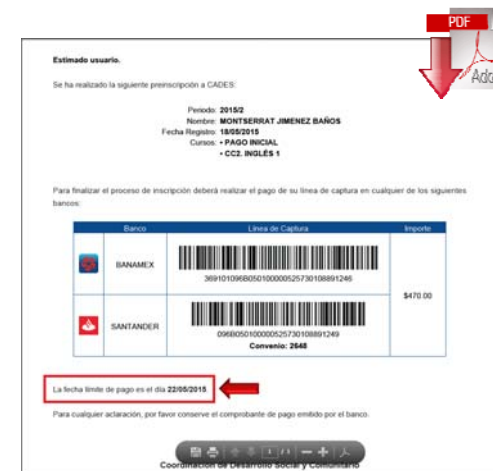 PDF
Ado
Estimado usuario.
Se ha realizado la siguiente preinscripción a CADES:
Periodo: 2015/2
Nombre: MONTSERRAT JIMENEZ BAÑOS
Fecha Registro: 18/05/2015
Cursos: • PAGO INICIAL
• CC2. INGLÉS 1
Para finalizar el proceso de inscripción deberá realizar el pago de su línea de captura en cualquier de los siguientes
bancos:
Banco Línea de Captura Importe
BANAMEX
369101096B050100000525730108891246
$470.00
SANTANDER
096B050100000525730108891249
Convenio: 2648
La fecha límite de pago es el día 22/05/2015
Para cualquier aclaración, por favor conserve el comprobante de pago emitido por el banco.
Coordinación de Desarrollo Social y Comunitario